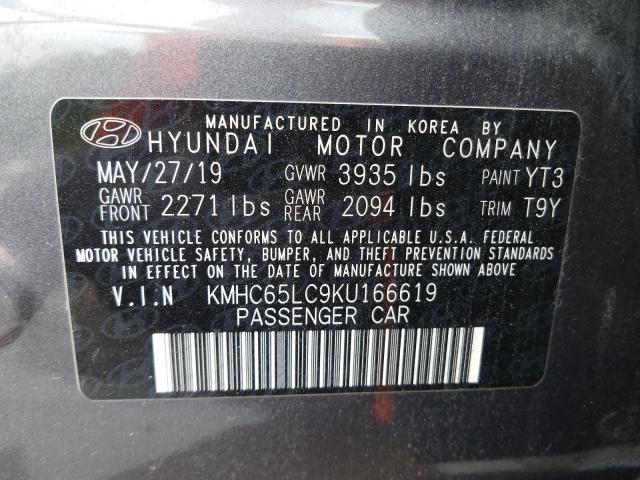 MANUFACTURED IN KOREA BY
HYUNDAI MOTOR COMPANY
MAY/27/19 GVWR 3935 lbs PAINT YT3
GAWR FRONT 2271 lbs GAWR REAR 2094 lbs TRIM T9Y
THIS VEHICLE CONFORMS TO ALL APPLICABLE U.S.A. FEDERAL
MOTOR VEHICLE SAFETY, BUMPER, AND THEFT PREVENTION STANDARDS
IN EFFECT ON THE DATE OF MANUFACTURE SHOWN ABOVE
V.I.N KMHC65LC9KU166619
PASSENGER CAR